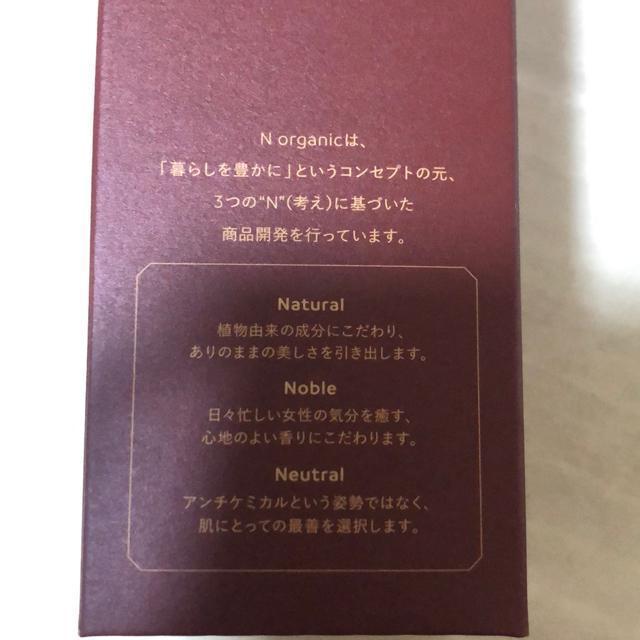 N organicは、
「暮らしを豊かに」というコンセプトの元、
3つの“N”(考え)に基づいた
商品開発を行っています。
Natural
植物由来の成分にこだわり、
ありのままの美しさを引き出します。
Noble
日々忙しい女性の気分を癒す、
心地のよい香りにこだわります。
Neutral
アンチケミカルという姿勢ではなく、
肌にとっての最善を選択します。